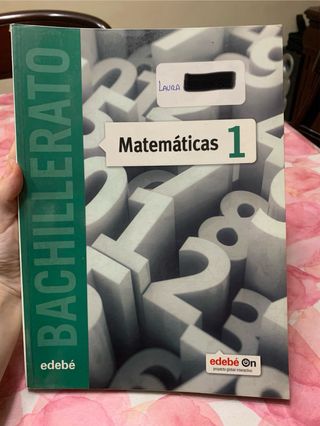 BACHILLERATO
LAURA
Matemáticas 1
edebé
edebé On
proyecto global interactivo